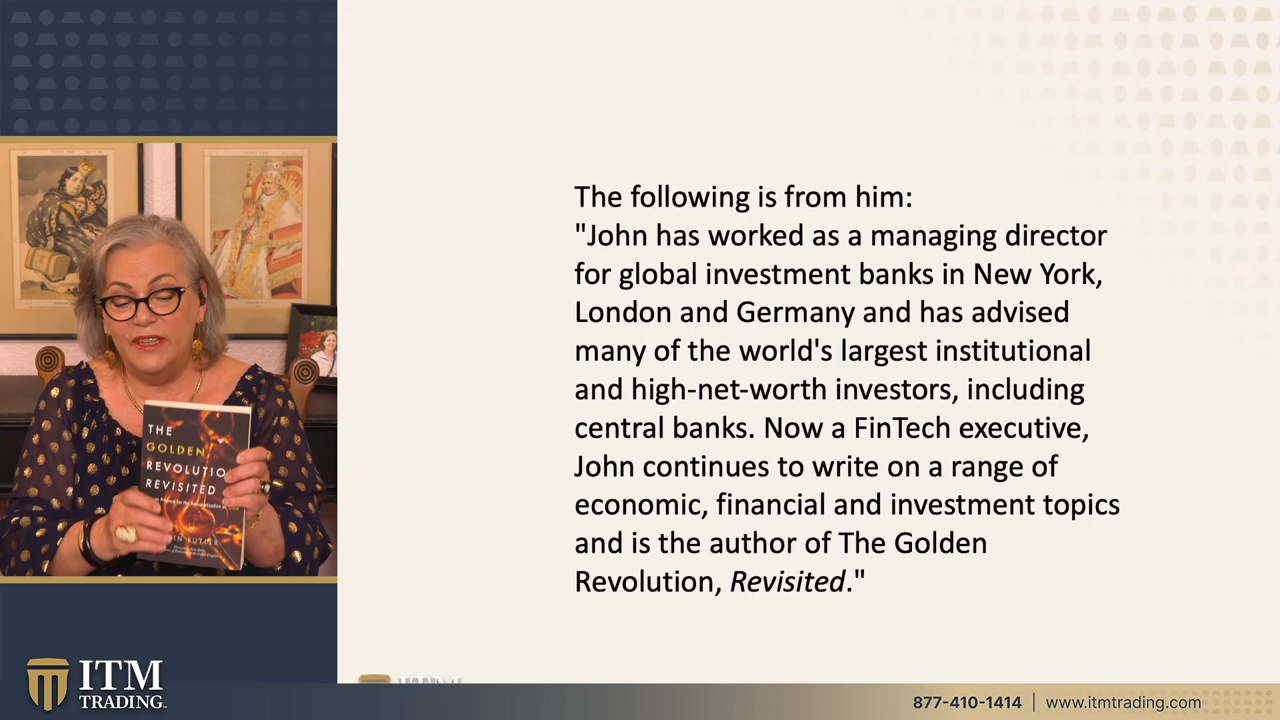 The following is from him:
"John has worked as a managing director
for global investment banks in New York,
London and Germany and has advised
many of the world's largest institutional
and high-net-worth investors, including
central banks. Now a FinTech executive,
John continues to write on a range of
economic, financial and investment topics
and is the author of The Golden
Revolution, Revisited."
THE
GOLDEN
REVOLUTIO
REVISITED
ITM
TRADING
877-410-1414 | www.itmtrading.com